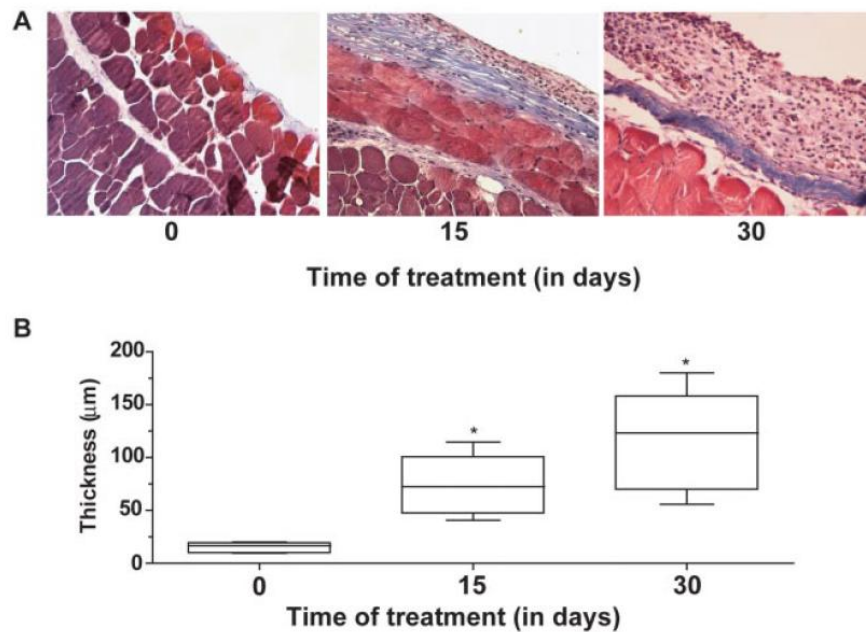 A
0 15 30
Time of treatment (in days)
B
Thickness (μm)
200
150
100
50
0
*
*
0 15 30
Time of treatment (in days)